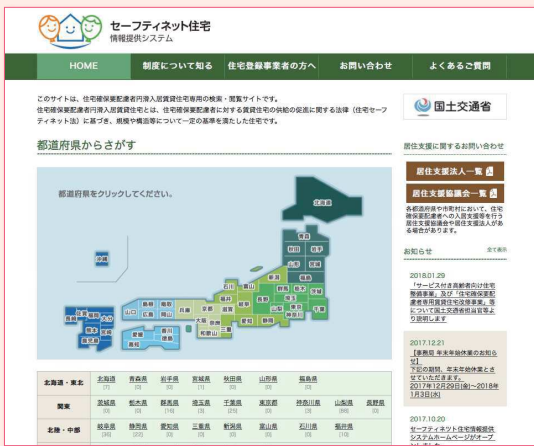 セーフティネット住宅
情報提供システム
HOME
制度について知る
住宅登録事業者の方へ
お問い合わせ
よくあるご質問
このサイトは、住宅確保要配慮者円滑入居賃貸住宅専用の検索・閲覧サイトです。
住宅確保要配慮者円滑入居賃貸住宅とは、住宅確保要配慮者に対する賃貸住宅の供給の促進に関する法律（住宅セーフ
ティネット法）に基づき、規模や構造等について一定の基準を満たした住宅です。
都道府県からさがす
都道府県をクリックしてください。
北海道
青森
秋田 岩手
山形 宮城
新潟 福島
石川 富山 群馬 栃木 茨城
福井 岐阜 長野 埼玉
山梨 東京 千葉
神奈川
愛知 静岡
京都 滋賀
兵庫 大阪 奈良 三重
和歌山
島根 鳥取
山口 広島 岡山
愛媛 香川
高知 徳島
長崎 佐賀 福岡 大分
熊本 宮崎
鹿児島
沖縄
北海道・東北 北海道 青森県 岩手県 宮城県 秋田県 山形県 福島県
[0] [0] [1] [0] [0] [0]
関東 茨城県 栃木県 群馬県 埼玉県 千葉県 東京都 神奈川県 山梨県 長野県
[0] [0] [3] [25] [0] [3] [0]
北陸・中部 岐阜県 静岡県 愛知県 三重県 新潟県 富山県 石川県 福井県
[0] [0] [0] [0] [0] [10]
国土交通省
居住支援に関するお問い合わせ
居住支援法人一覧
居住支援協議会一覧
各都道府県や市町村において、住宅
確保要配慮者への入居支援等を行う
居住支援協議会や居住支援法人があ
る場合があります。
お知らせ
全て表示
2018.01.29
「サービス付き高齢者向け住宅
整備事業」及び「住宅確保要配
慮者専用賃貸住宅改修事業」等
について国土交通省担当官等よ
り説明します
2017.12.21
【事務局 年末年始休業のお知ら
せ】
下記の期間、年末年始休業とさ
せていただきます。
2017年12月29日(金)～2018年
1月3日(水)
2017.10.20
セーフティネット住宅情報提供
システムホームページがオープ